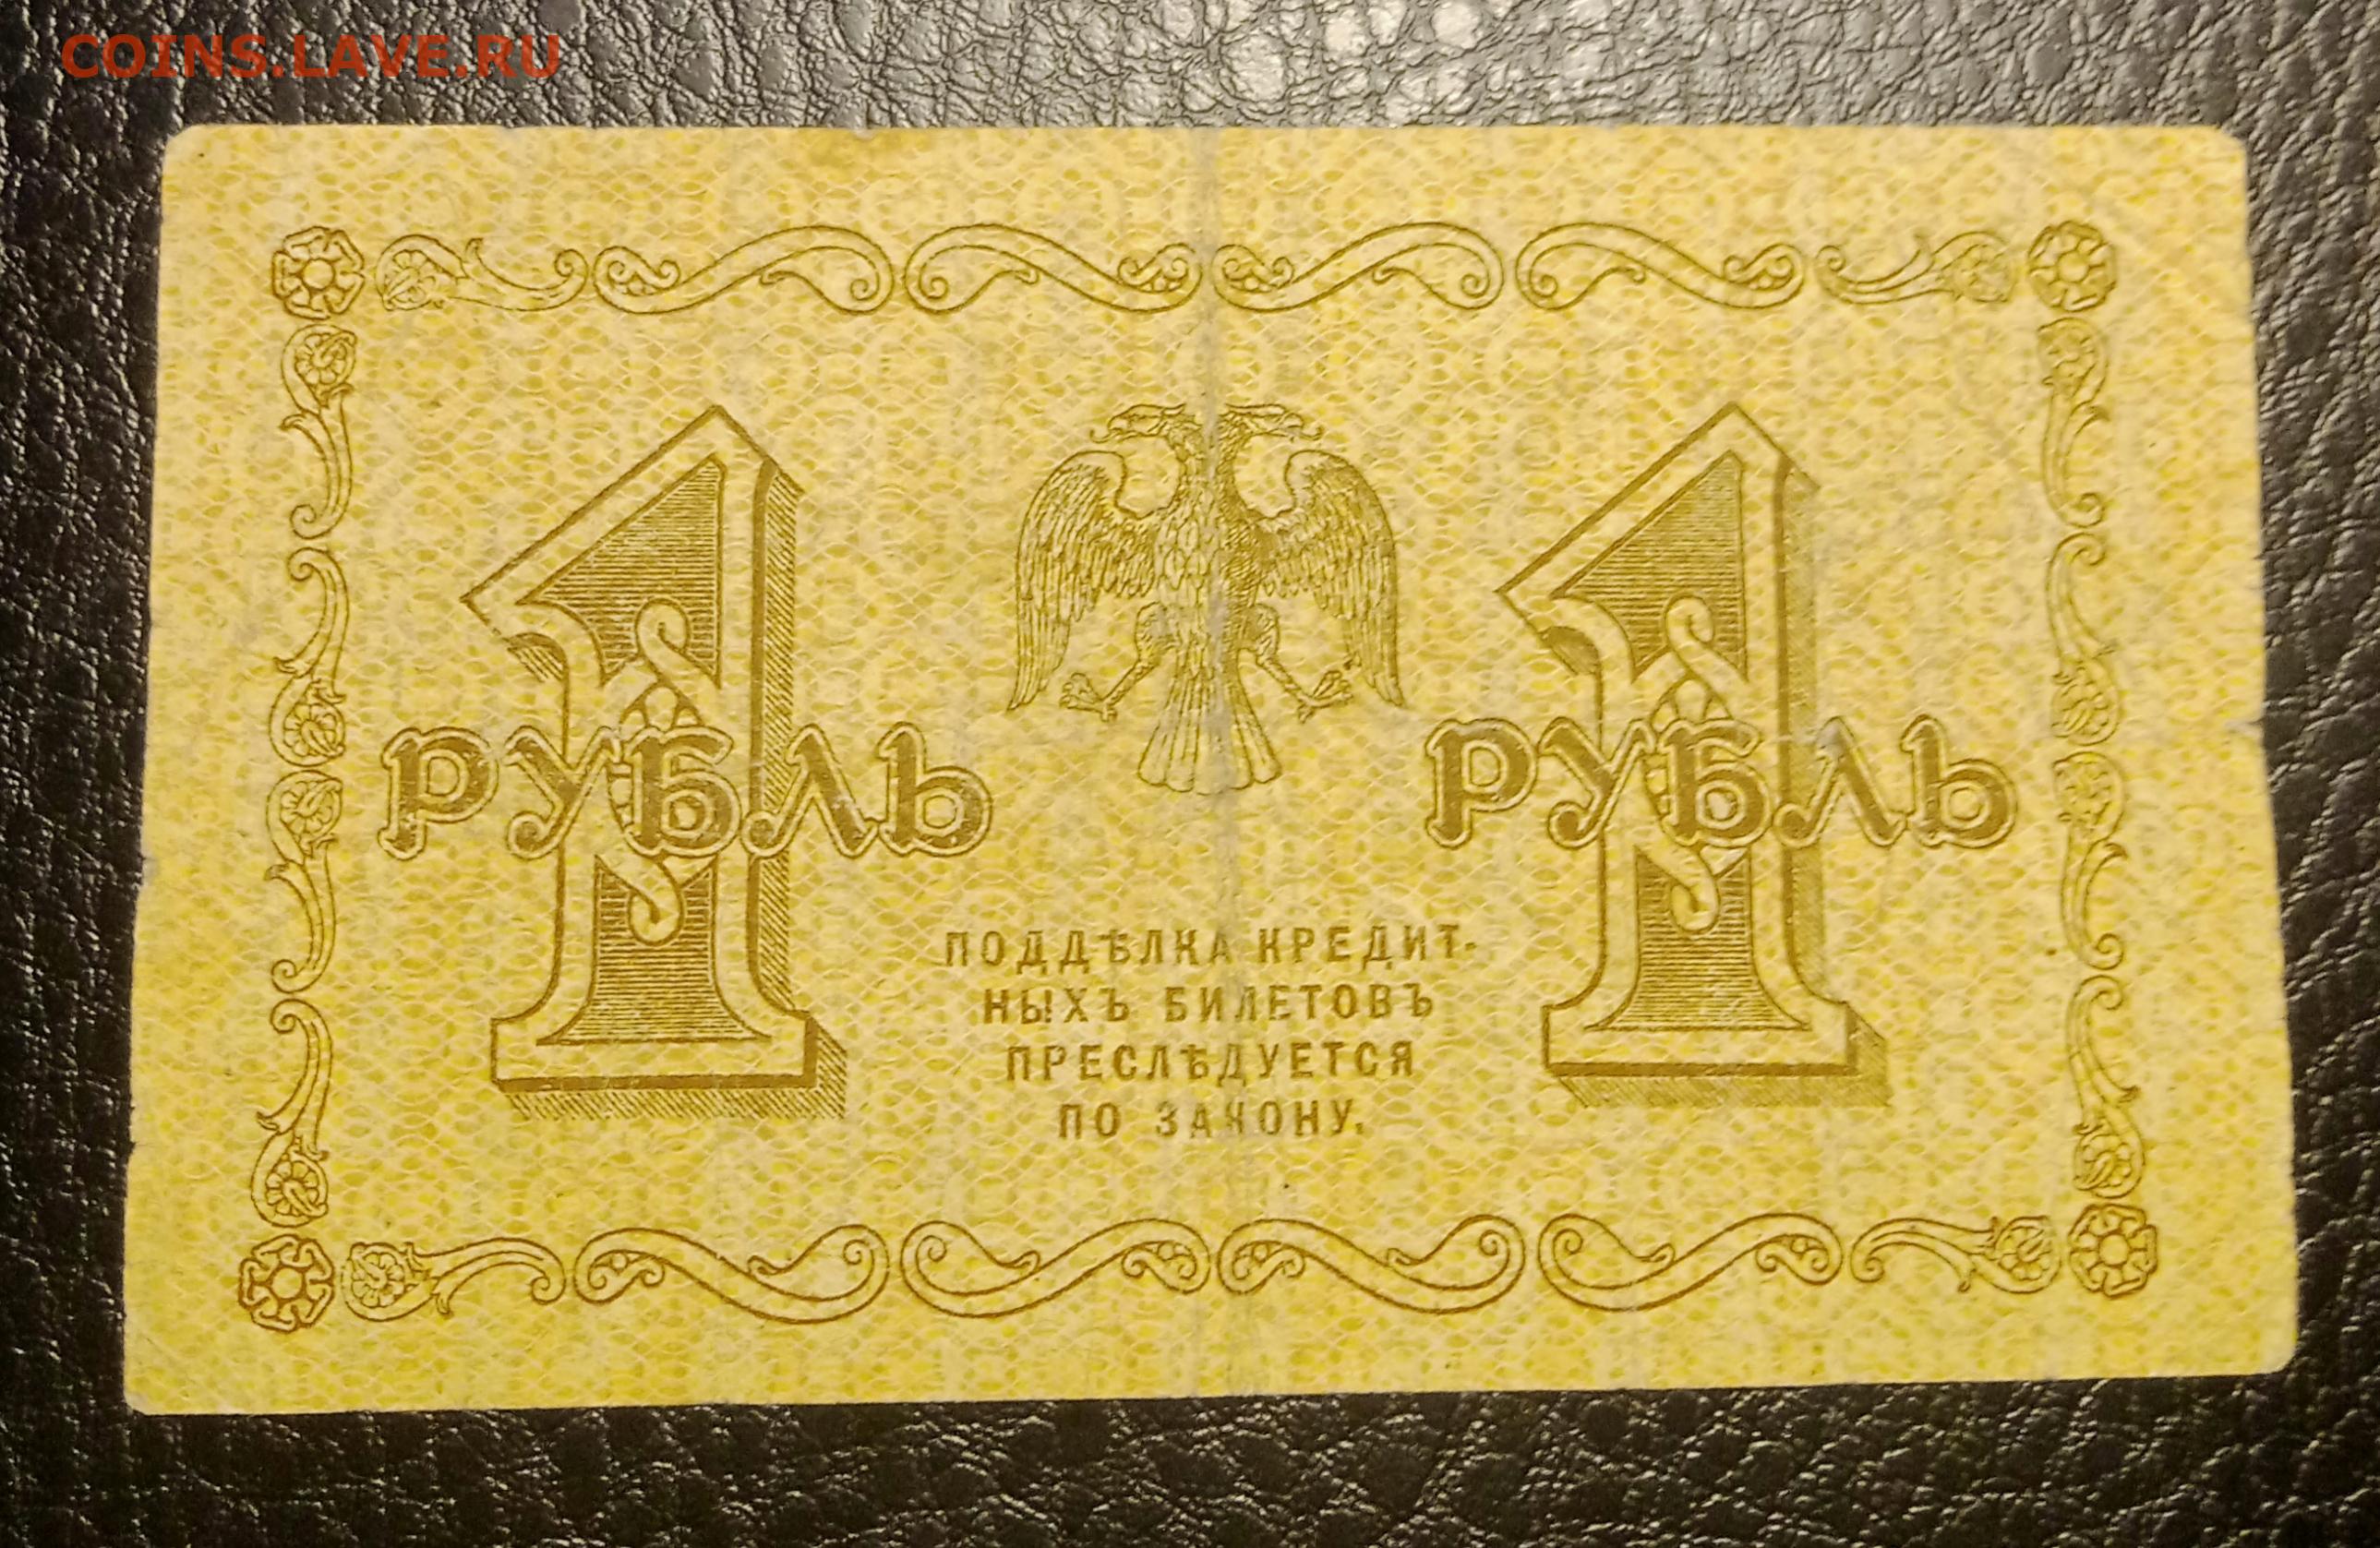 COINS.LAVE.RU
1 1
РУБЛЬ РУБЛЬ
ПОДДѢЛКА КРЕДИТ-
НЫХЪ БИЛЕТОВЪ
ПРЕСЛѢДУЕТСЯ
ПО ЗАКОНУ.